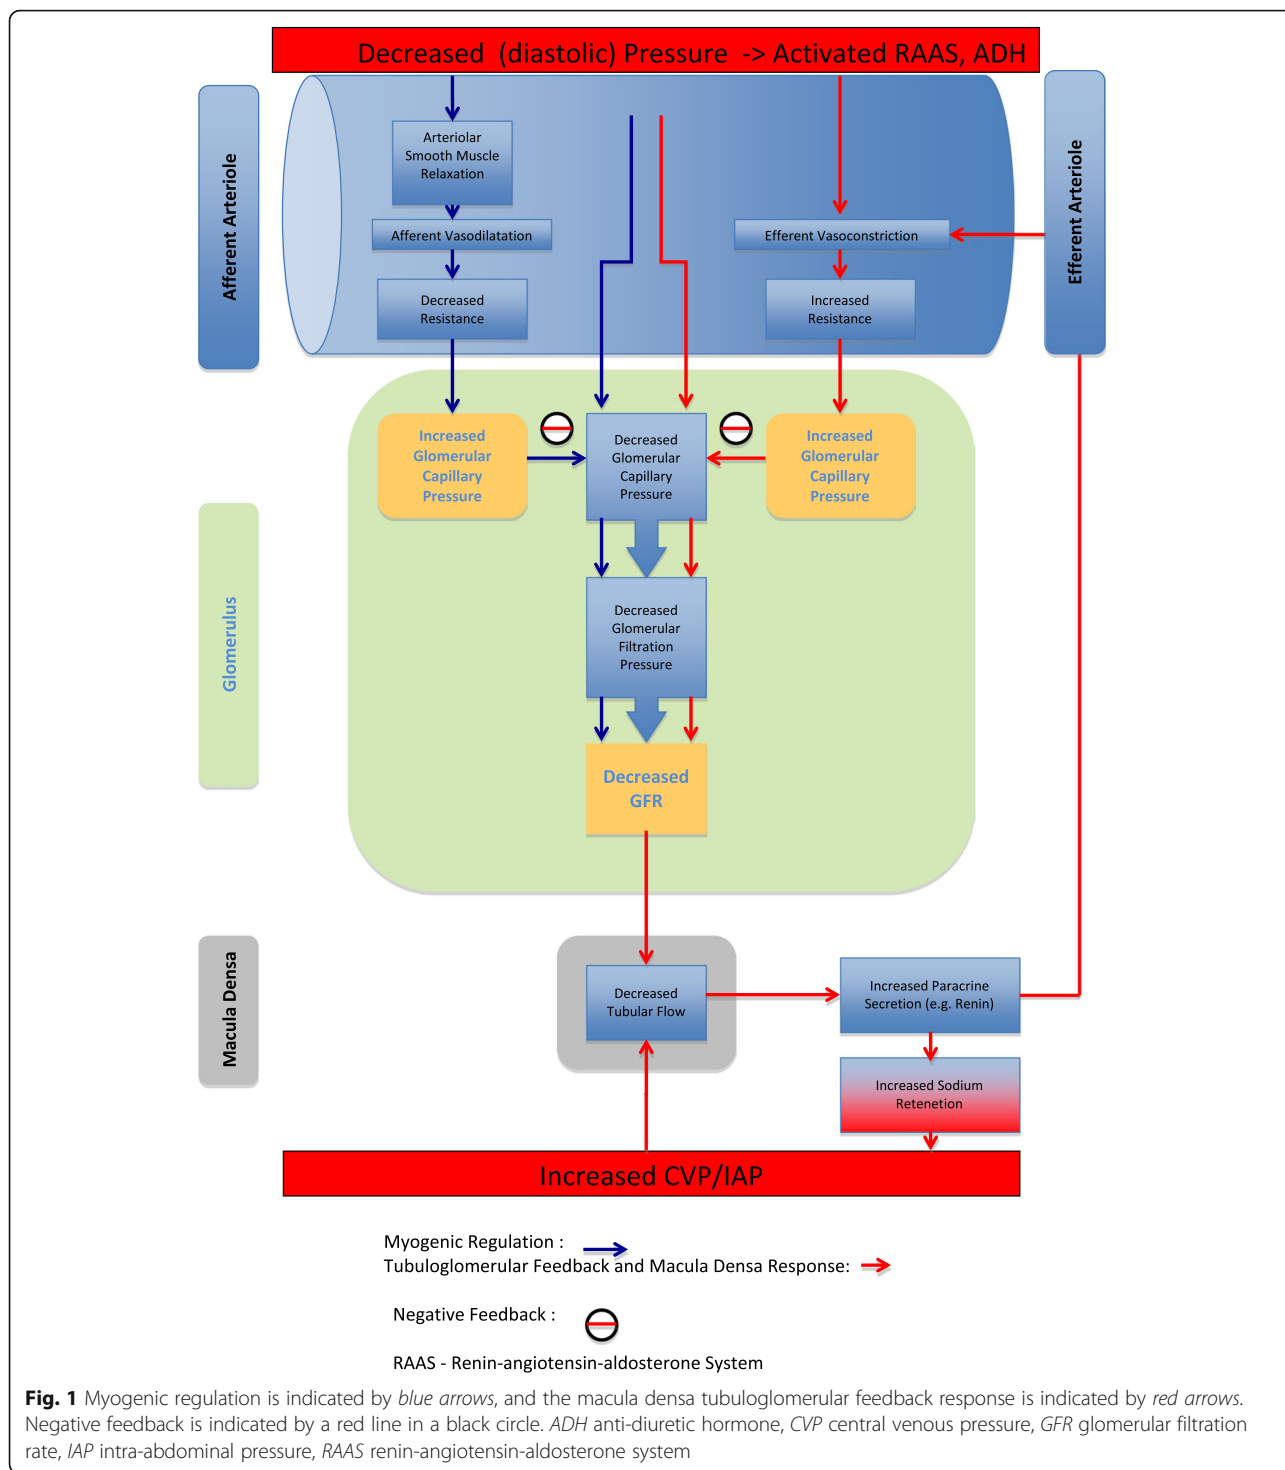 Decreased (diastolic) Pressure -> Activated RAAS, ADH
Afferent Arteriole
Efferent Arteriole
Arteriolar
Smooth Muscle
Relaxation
Afferent Vasodilatation
Efferent Vasoconstriction
Decreased
Resistance
Increased
Resistance
Increased
Glomerular
Capillary
Pressure
Decreased
Glomerular
Capillary
Pressure
Increased
Glomerular
Capillary
Pressure
Glomerulus
Decreased
Glomerular
Filtration
Pressure
Decreased
GFR
Macula Densa
Decreased
Tubular Flow
Increased Paracrine
Secretion (e.g. Renin)
Increased Sodium
Retenetion
Increased CVP/IAP
Myogenic Regulation :
Tubuloglomerular Feedback and Macula Densa Response:
Negative Feedback :
RAAS - Renin-angiotensin-aldosterone System
Fig. 1 Myogenic regulation is indicated by blue arrows, and the macula densa tubuloglomerular feedback response is indicated by red arrows.
Negative feedback is indicated by a red line in a black circle. ADH anti-diuretic hormone, CVP central venous pressure, GFR glomerular filtration
rate, IAP intra-abdominal pressure, RAAS renin-angiotensin-aldosterone system